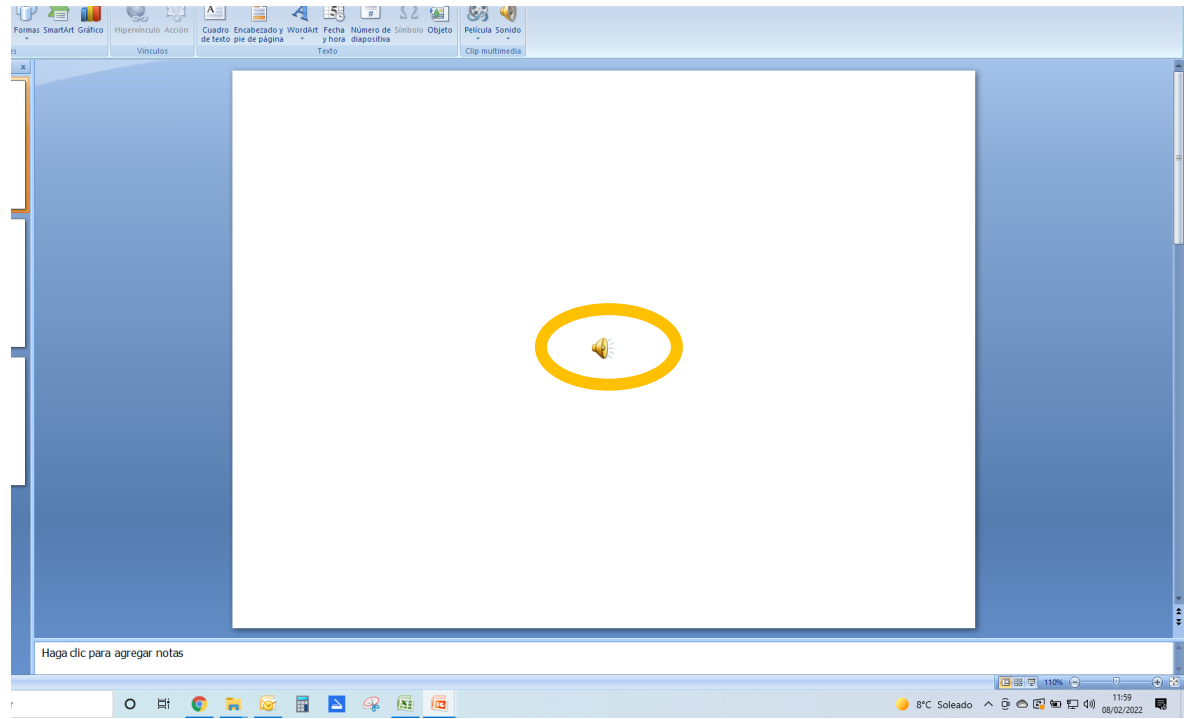 Formas SmartArt Gráfico Hipervínculo Acción Cuadro de texto Encabezado y pie de página WordArt Fecha y hora Número de diapositiva Símbolo Objeto Película Sonido
Vínculos Texto Clip multimedia
Haga clic para agregar notas
110%
8°C Soleado 11:59
08/02/2022